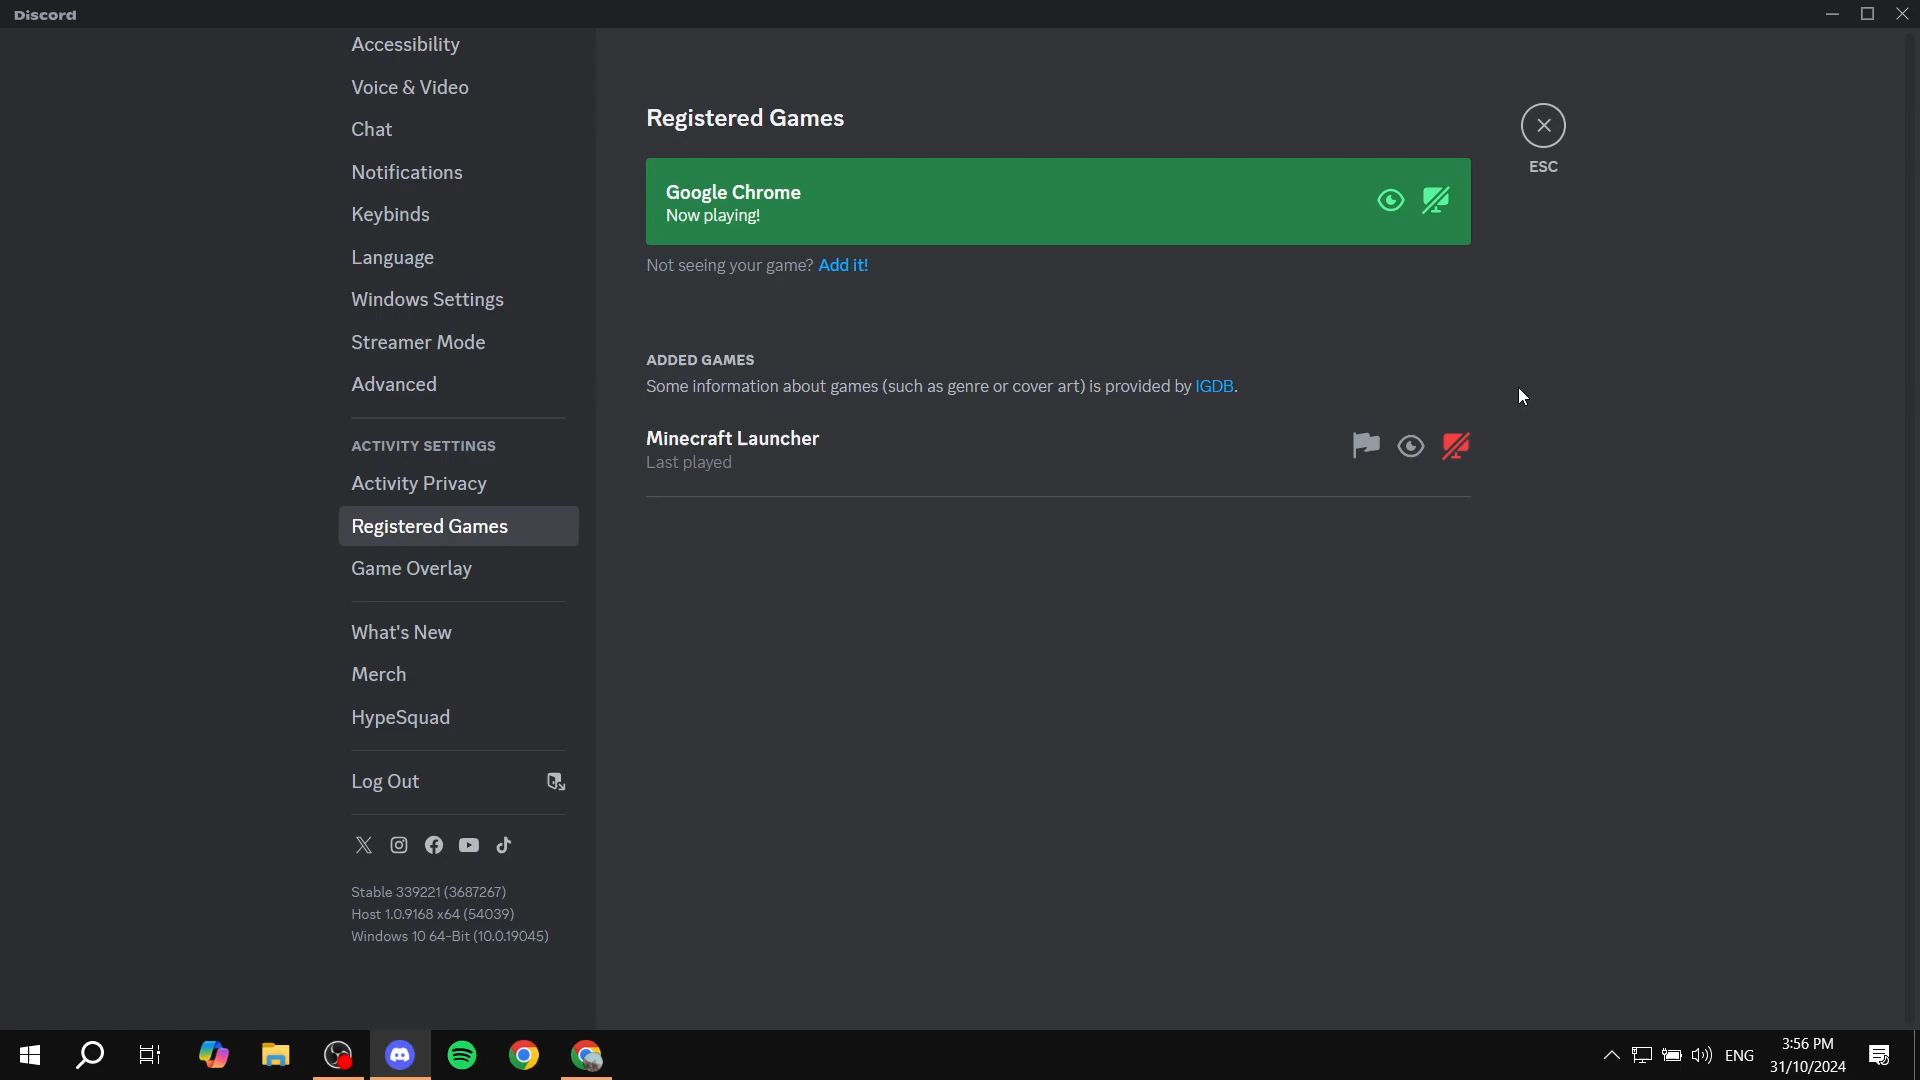 Discord
Accessibility
Voice & Video
Chat
Notifications
Keybinds
Language
Windows Settings
Streamer Mode
Advanced
ACTIVITY SETTINGS
Activity Privacy
Registered Games
Game Overlay
What's New
Merch
HypeSquad
Log Out
Stable 339221 (3687267)
Host 1.0.9168 x64 (54039)
Windows 10 64-Bit (10.0.19045)
Registered Games
ESC
Google Chrome
Now playing!
Not seeing your game? Add it!
ADDED GAMES
Some information about games (such as genre or cover art) is provided by IGDB.
Minecraft Launcher
Last played
ENG
3:56 PM
31/10/2024